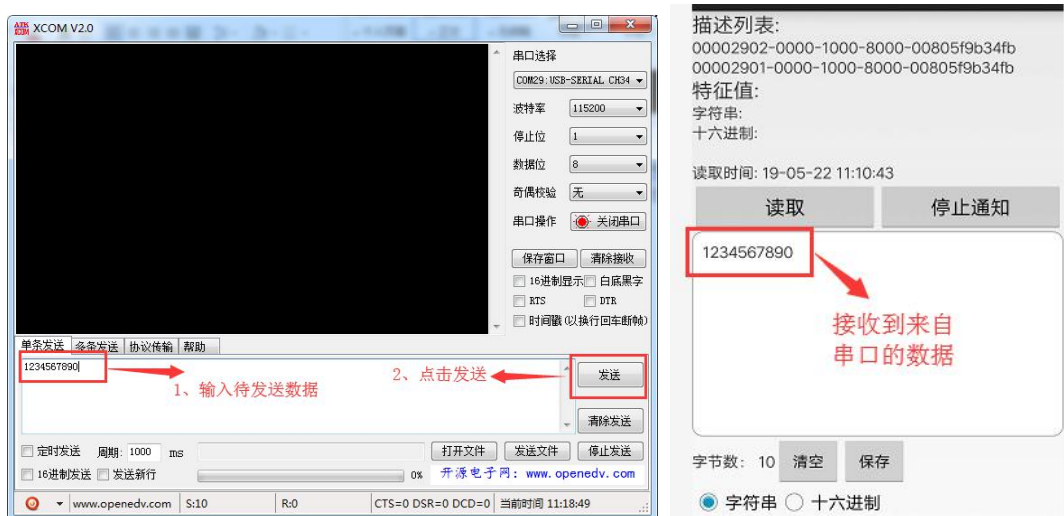 XCOM V2.0
串口选择
COM29:USB-SERIAL CH34
波特率 115200
停止位 1
数据位 8
奇偶校验 无
串口操作 关闭串口
保存窗口 清除接收
16进制显示 白底黑字
RTS DTR
时间戳(以换行回车断帧)
单条发送 多条发送 协议传输 帮助
1234567890
1、输入待发送数据
2、点击发送
发送
清除发送
定时发送 周期: 1000 ms 打开文件 发送文件 停止发送
16进制发送 发送新行 0% 开源电子网: www.openedv.com
www.openedv.com S:10 R:0 CTS=0 DSR=0 DCD=0 当前时间 11:18:49
描述列表:
00002902-0000-1000-8000-00805f9b34fb
00002901-0000-1000-8000-00805f9b34fb
特征值:
字符串:
十六进制:
读取时间: 19-05-22 11:10:43
读取 停止通知
1234567890
接收到来自
串口的数据
字节数: 10 清空 保存
字符串 十六进制